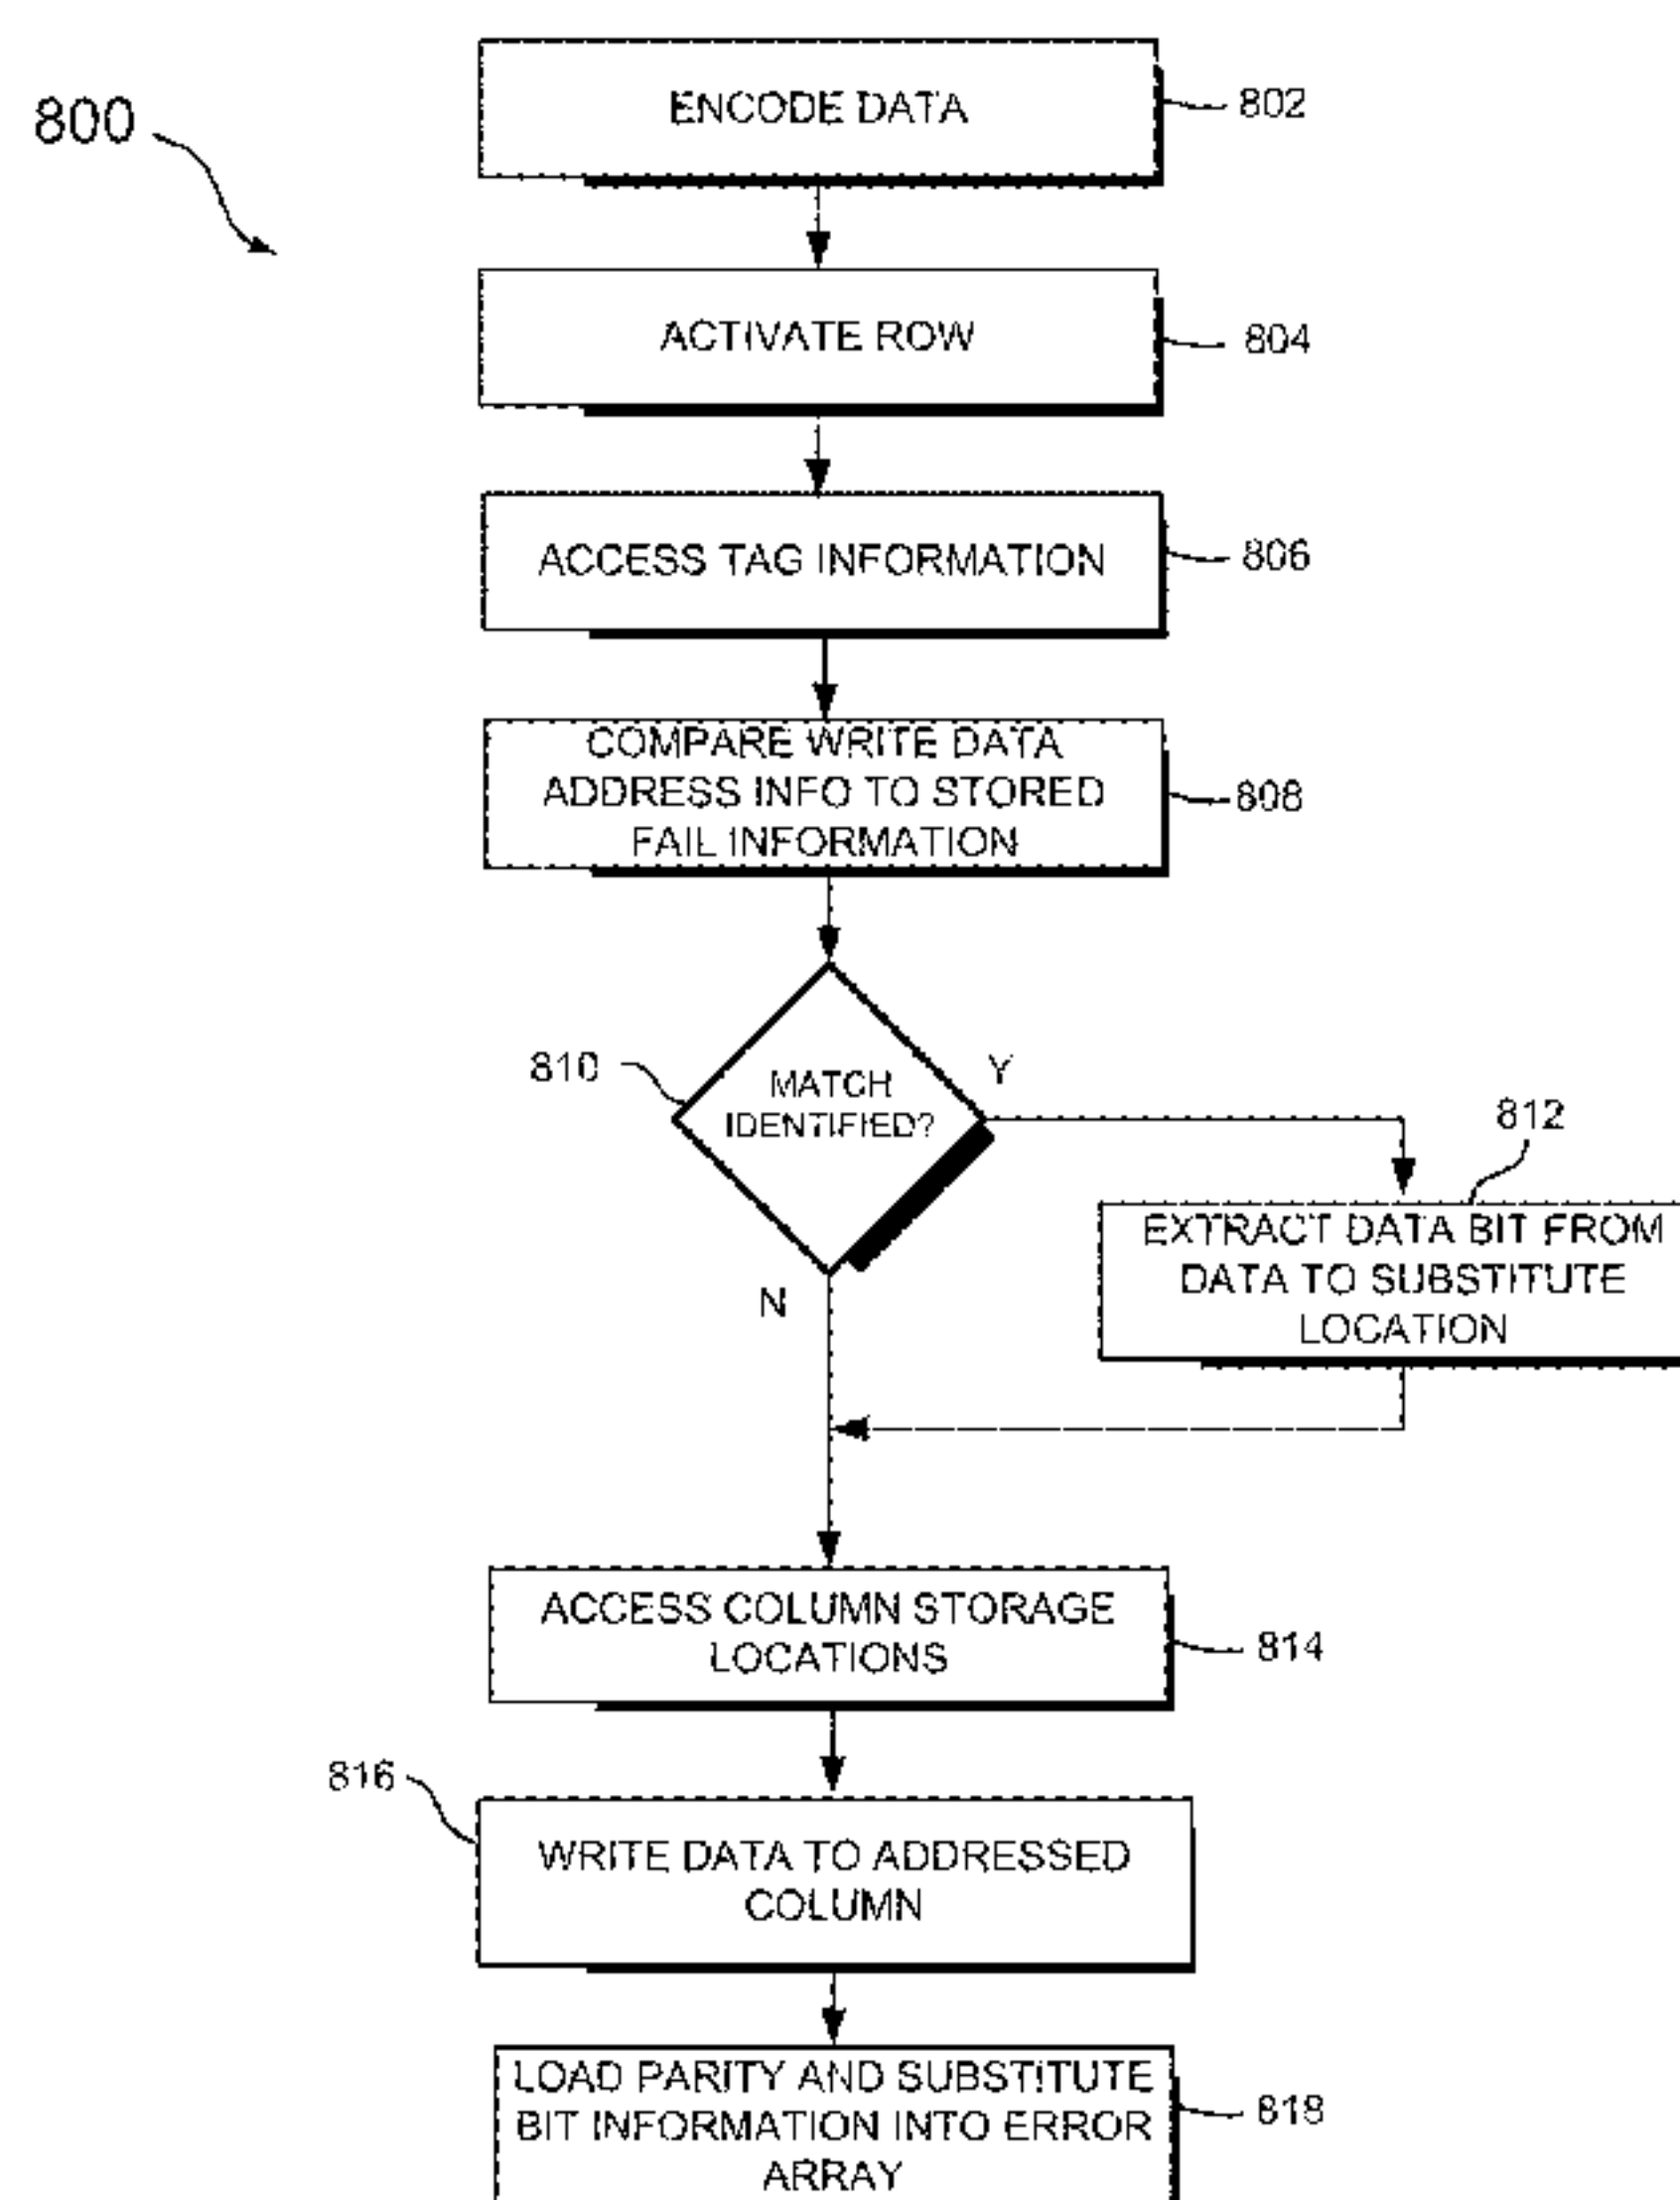 800
ENCODE DATA
802
ACTIVATE ROW
804
ACCESS TAG INFORMATION
806
COMPARE WRITE DATA
ADDRESS INFO TO STORED
FAIL INFORMATION
808
810
MATCH
IDENTIFIED?
Y
N
812
EXTRACT DATA BIT FROM
DATA TO SUBSTITUTE
LOCATION
ACCESS COLUMN STORAGE
LOCATIONS
814
816
WRITE DATA TO ADDRESSED
COLUMN
LOAD PARITY AND SUBSTITUTE
BIT INFORMATION INTO ERROR
ARRAY
818